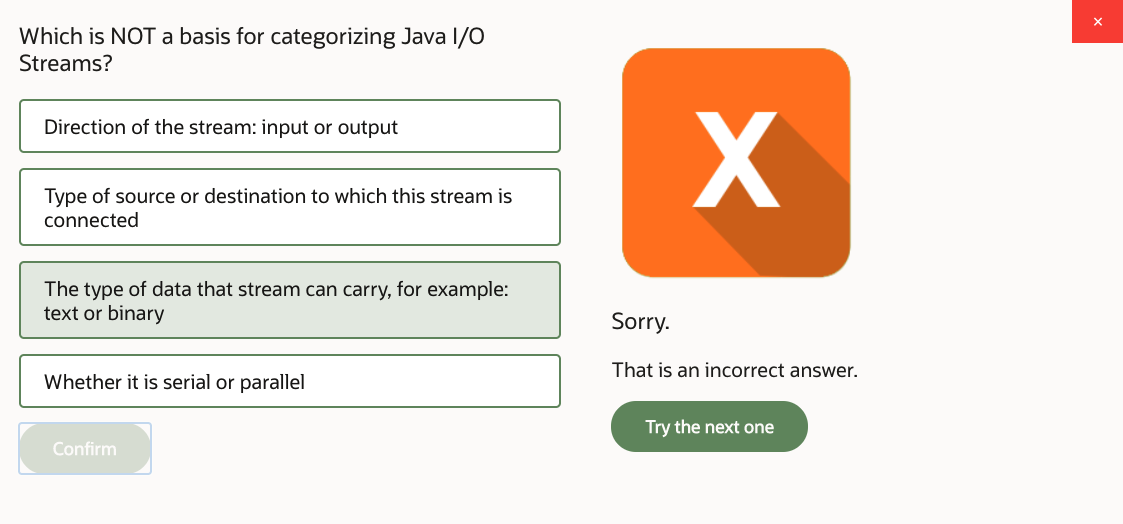 Which is NOT a basis for categorizing Java I/O
Streams?
Direction of the stream: input or output
Type of source or destination to which this stream is
connected
The type of data that stream can carry, for example:
text or binary
Whether it is serial or parallel
Confirm
×
X
Sorry.
That is an incorrect answer.
Try the next one